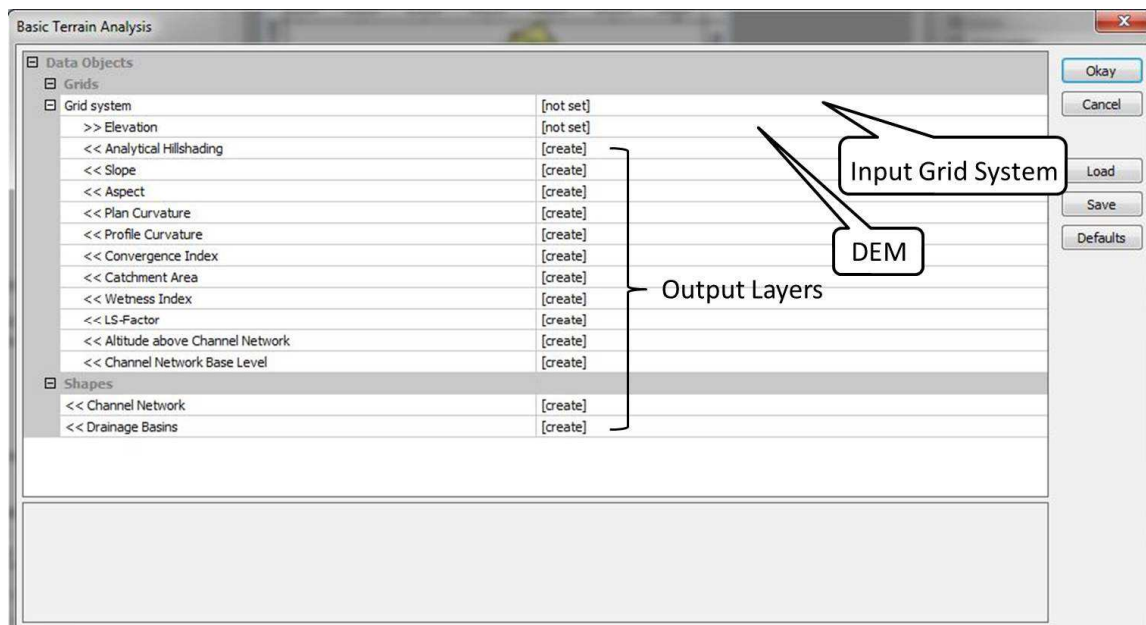 Basic Terrain Analysis
Data Objects
Grids
Grid system [not set]
>> Elevation [not set]
<< Analytical Hillshading [create]
<< Slope [create]
<< Aspect [create]
<< Plan Curvature [create]
<< Profile Curvature [create]
<< Convergence Index [create]
<< Catchment Area [create]
<< Wetness Index [create]
<< LS-Factor [create]
<< Altitude above Channel Network [create]
<< Channel Network Base Level [create]
Shapes
<< Channel Network [create]
<< Drainage Basins [create]
Input Grid System
DEM
Output Layers
Okay
Cancel
Load
Save
Defaults